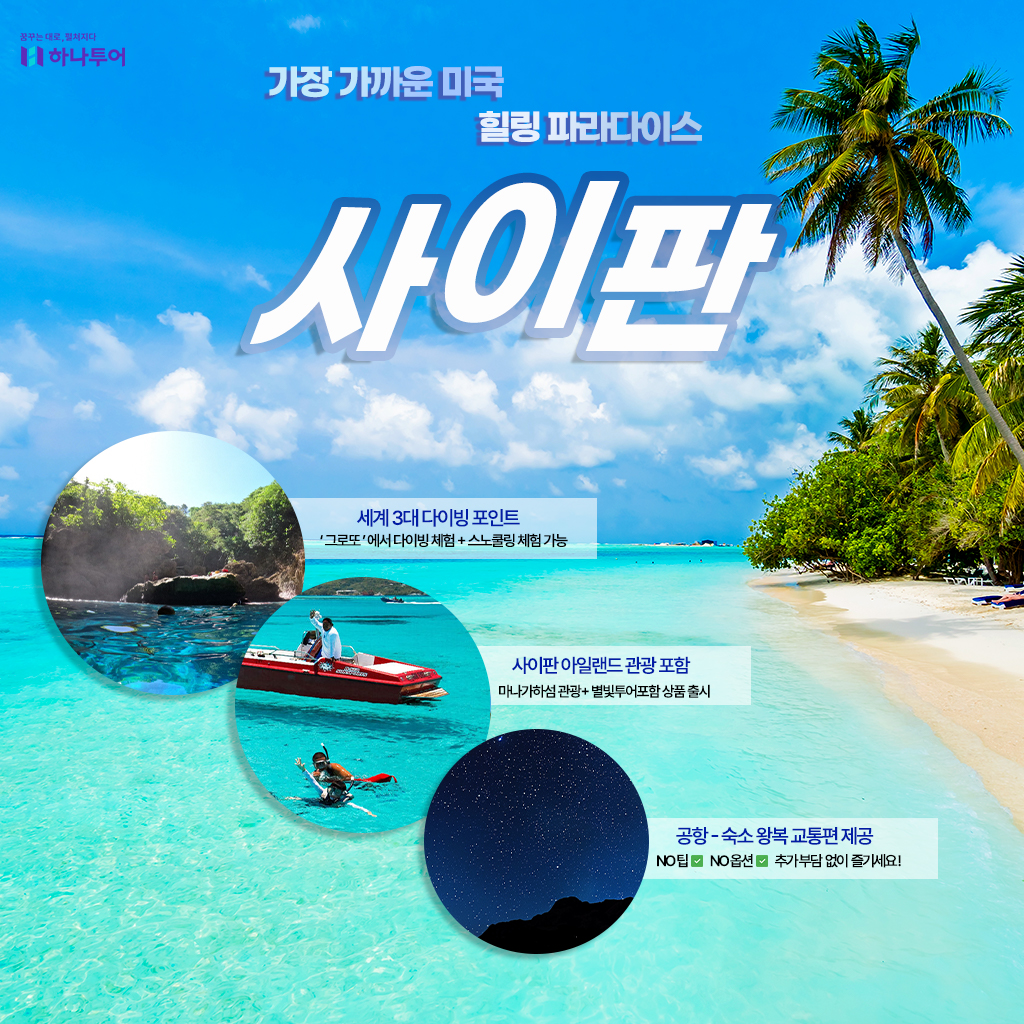 꿈꾸는 대로, 펼쳐지다
하나투어
가장 가까운 미국
힐링 파라다이스
사이판
세계 3대 다이빙 포인트
‘그로또’에서 다이빙 체험 + 스노쿨링 체험 가능
사이판 아일랜드 관광 포함
마나가하섬 관광+ 별빛투어포함 상품 출시
공항 - 숙소 왕복 교통편 제공
NO 팁 ✅ NO 옵션 ✅ 추가 부담 없이 즐기세요!